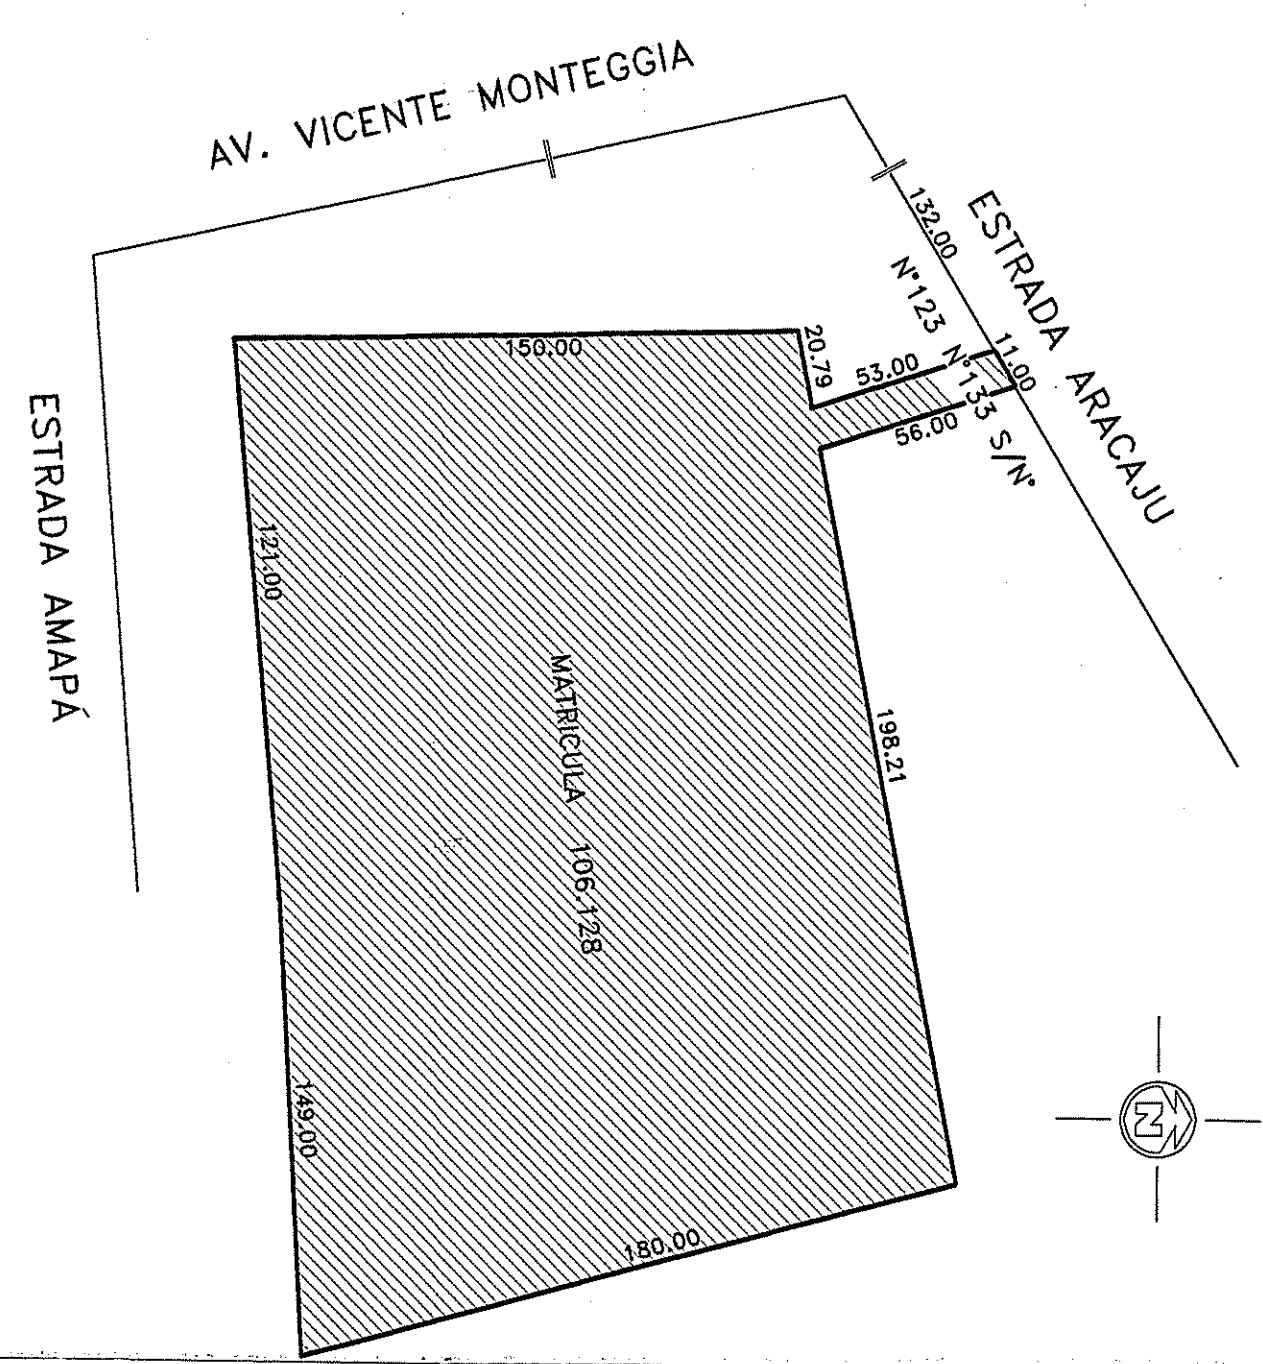 AV. VICENTE MONTEGGIA
132.00
ESTRADA ARACAJU
N°123 N°133 S/N°
11.00
20.79
53.00
56.00
150.00
ESTRADA AMAPÁ
121.00
MATRICULA 106.128
198.21
149.00
180.00
N